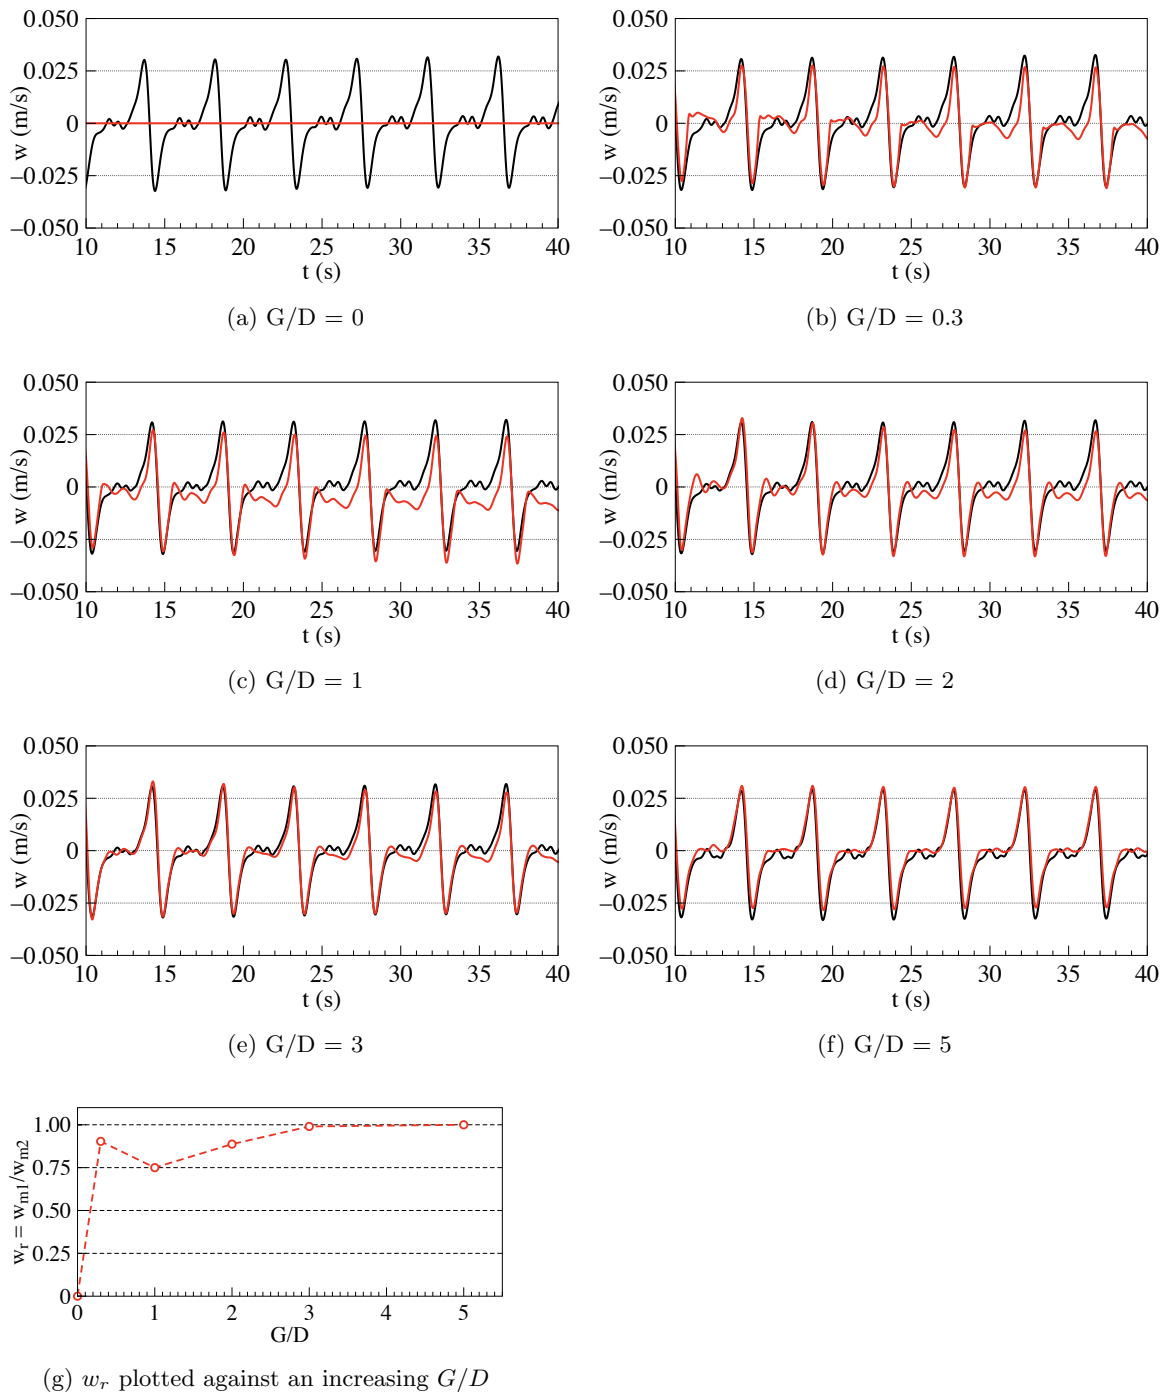 0.050 0.050
0.025 0.025
0 0
−0.025 −0.025
−0.050 −0.050
w (m/s) w (m/s)
10 15 20 25 30 35 40 10 15 20 25 30 35 40
t (s) t (s)
(a) G/D = 0 (b) G/D = 0.3
0.050 0.050
0.025 0.025
0 0
−0.025 −0.025
−0.050 −0.050
w (m/s) w (m/s)
10 15 20 25 30 35 40 10 15 20 25 30 35 40
t (s) t (s)
(c) G/D = 1 (d) G/D = 2
0.050 0.050
0.025 0.025
0 0
−0.025 −0.025
−0.050 −0.050
w (m/s) w (m/s)
10 15 20 25 30 35 40 10 15 20 25 30 35 40
t (s) t (s)
(e) G/D = 3 (f) G/D = 5
1.00
0.75
0.50
0.25
0
w_r = w_m1/w_m2
0 1 2 3 4 5
G/D
(g) w_r plotted against an increasing G/D